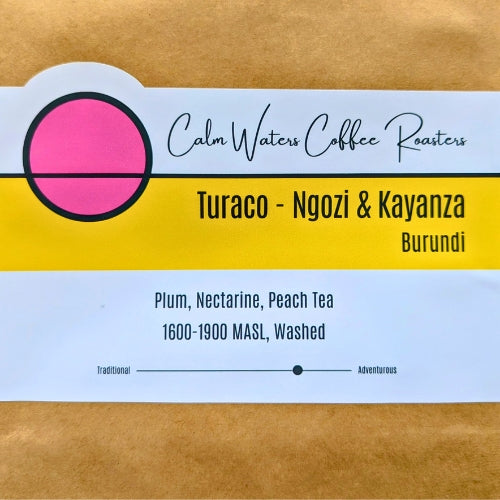 Calm Waters Coffee Roasters
Turaco - Ngozi & Kayanza
Burundi
Plum, Nectarine, Peach Tea
1600-1900 MASL, Washed
Traditional Adventurous